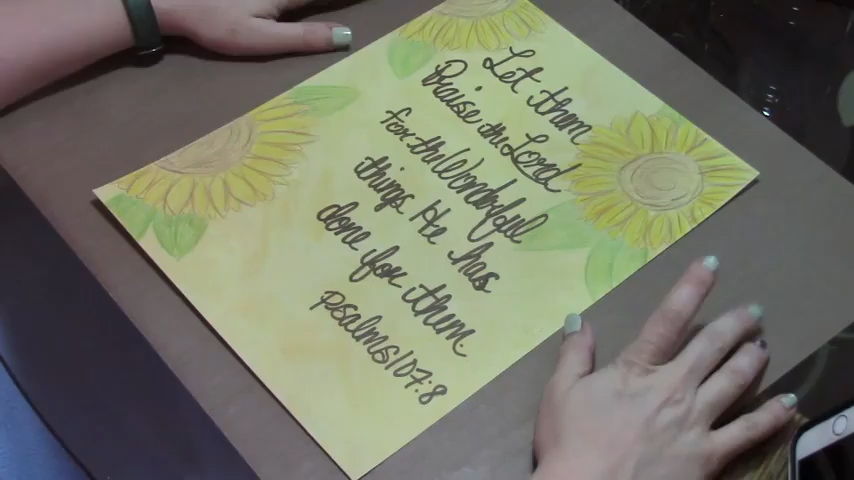 Let them
Praise the Lord
for the Wonderful
things He has
done for them.
Psalms 107:8